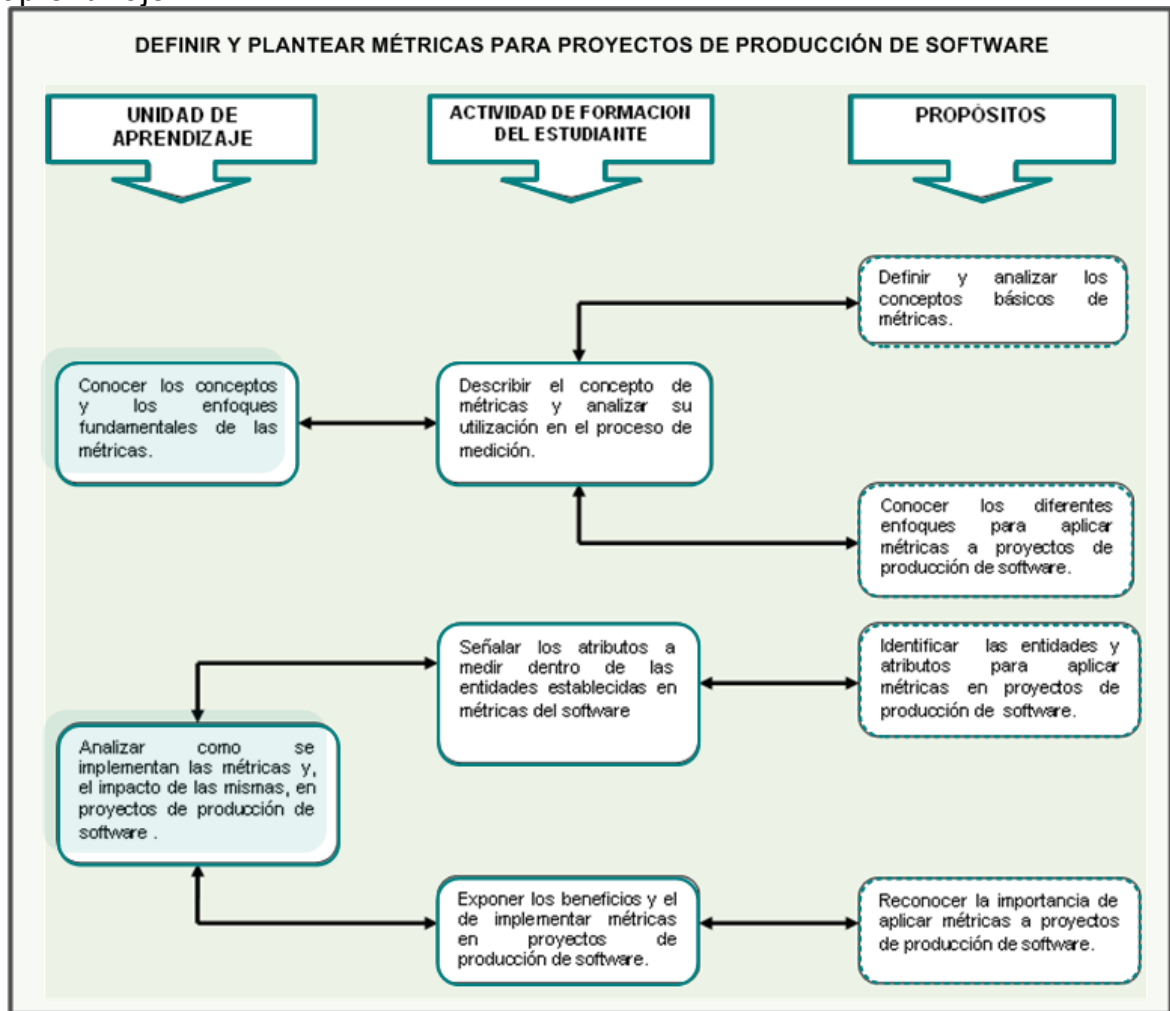 DEFINIR Y PLANTEAR MÉTRICAS PARA PROYECTOS DE PRODUCCIÓN DE SOFTWARE
UNIDAD DE
APRENDIZAJE
ACTIVIDAD DE FORMACION
DEL ESTUDIANTE
PROPÓSITOS
Definir y analizar los
conceptos básicos de
métricas.
Conocer los conceptos
y los enfoques
fundamentales de las
métricas.
Describir el concepto de
métricas y analizar su
utilización en el proceso de
medición.
Conocer los diferentes
enfoques para aplicar
métricas a proyectos de
producción de software.
Señalar los atributos a
medir dentro de las
entidades establecidas en
métricas del software
Identificar las entidades y
atributos para aplicar
métricas en proyectos de
producción de software.
Analizar como se
implementan las métricas y,
el impacto de las mismas, en
proyectos de producción de
software .
Exponer los beneficios y el
de implementar métricas
en proyectos de
producción de software.
Reconocer la importancia de
aplicar métricas a proyectos
de producción de software.